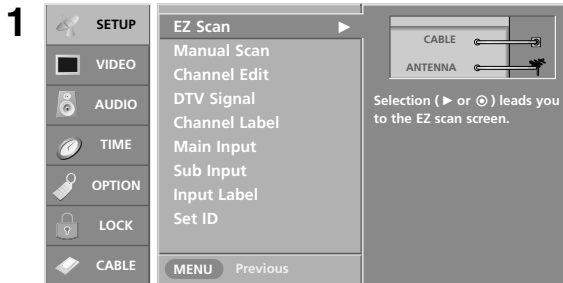 1
SETUP
VIDEO
AUDIO
TIME
OPTION
LOCK
CABLE
EZ Scan ►
Manual Scan
Channel Edit
DTV Signal
Channel Label
Main Input
Sub Input
Input Label
Set ID
MENU Previous
CABLE
ANTENNA
Selection ( ► or ◉ ) leads you
to the EZ scan screen.